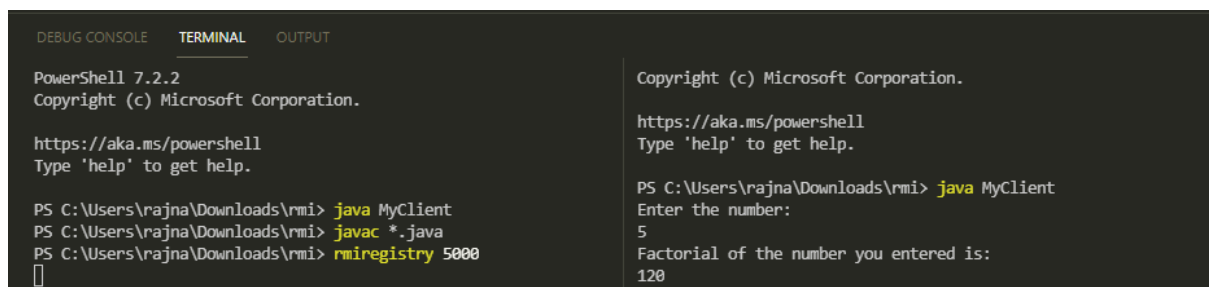 DEBUG CONSOLE TERMINAL OUTPUT
PowerShell 7.2.2
Copyright (c) Microsoft Corporation.
https://aka.ms/powershell
Type 'help' to get help.
PS C:\Users\rajna\Downloads\rmi> java MyClient
PS C:\Users\rajna\Downloads\rmi> javac *.java
PS C:\Users\rajna\Downloads\rmi> rmiregistry 5000
Copyright (c) Microsoft Corporation.
https://aka.ms/powershell
Type 'help' to get help.
PS C:\Users\rajna\Downloads\rmi> java MyClient
Enter the number:
5
Factorial of the number you entered is:
120